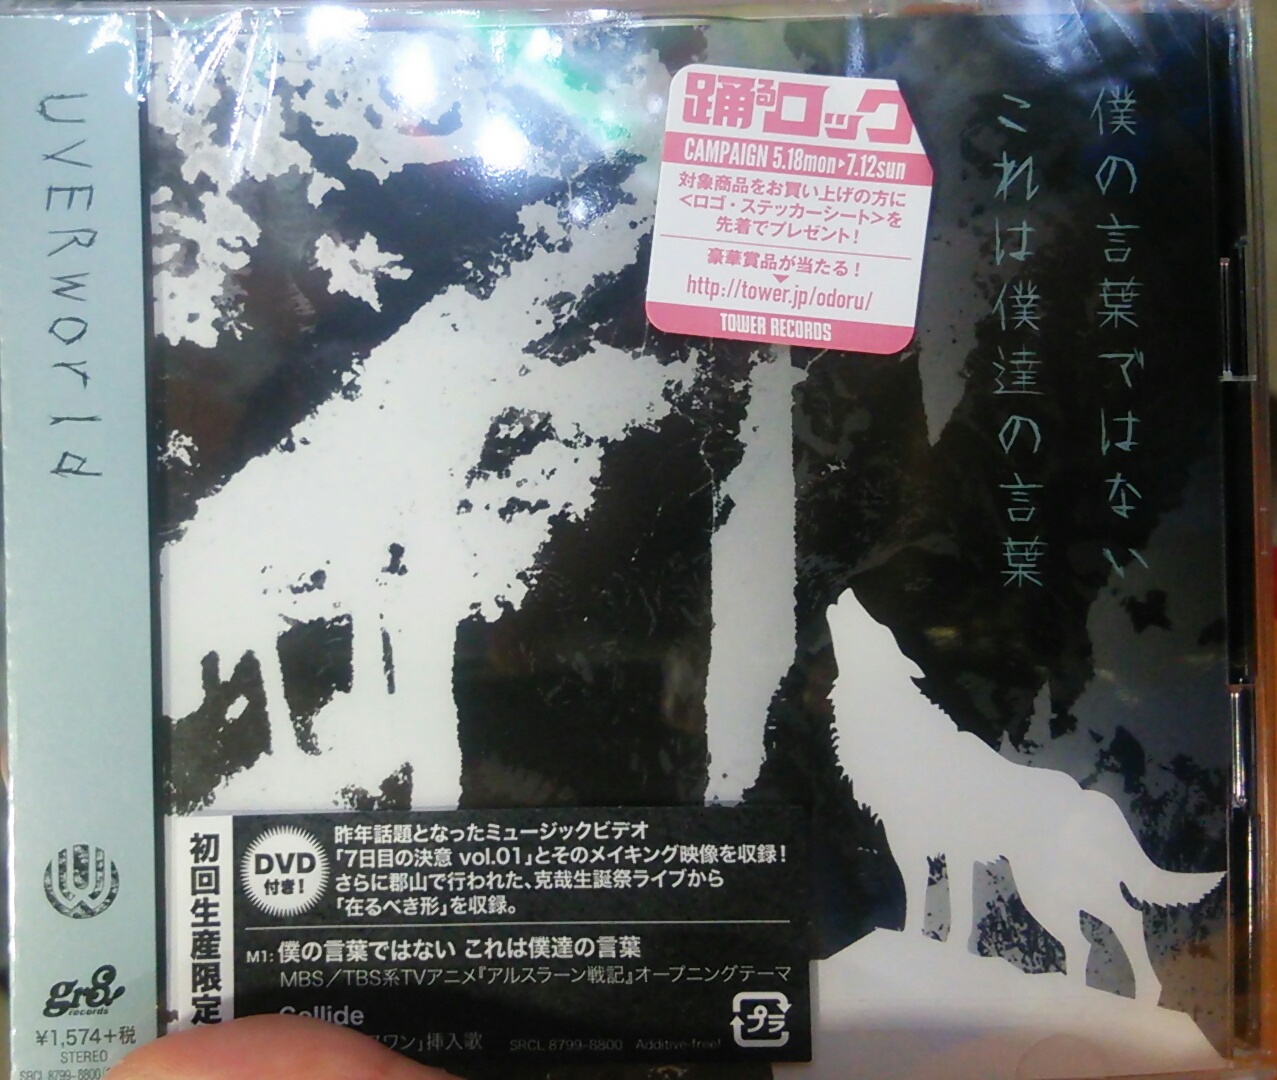 UVERworld
gr8!
records
¥1,574+税
STEREO
SRCL 8799-8800
踊るロック
CAMPAIGN 5.18mon▸7.12sun
対象商品をお買い上げの方に
<ロゴ・ステッカーシート>を
先着でプレゼント!
豪華賞品が当たる!
http://tower.jp/odoru/
TOWER RECORDS
僕の言葉ではない
これは僕達の言葉
初回生産限定
DVD
付き!
昨年話題となったミュージックビデオ
「7日目の決意 vol.01」とそのメイキング映像を収録!
さらに郡山で行われた、克哉生誕祭ライブから
「在るべき形」を収録。
M1: 僕の言葉ではない これは僕達の言葉
MBS/TBS系TVアニメ『アルスラーン戦記』オープニングテーマ
Collide
ワン」挿入歌
SRCL 8799-8800 Additive-free!
プラ